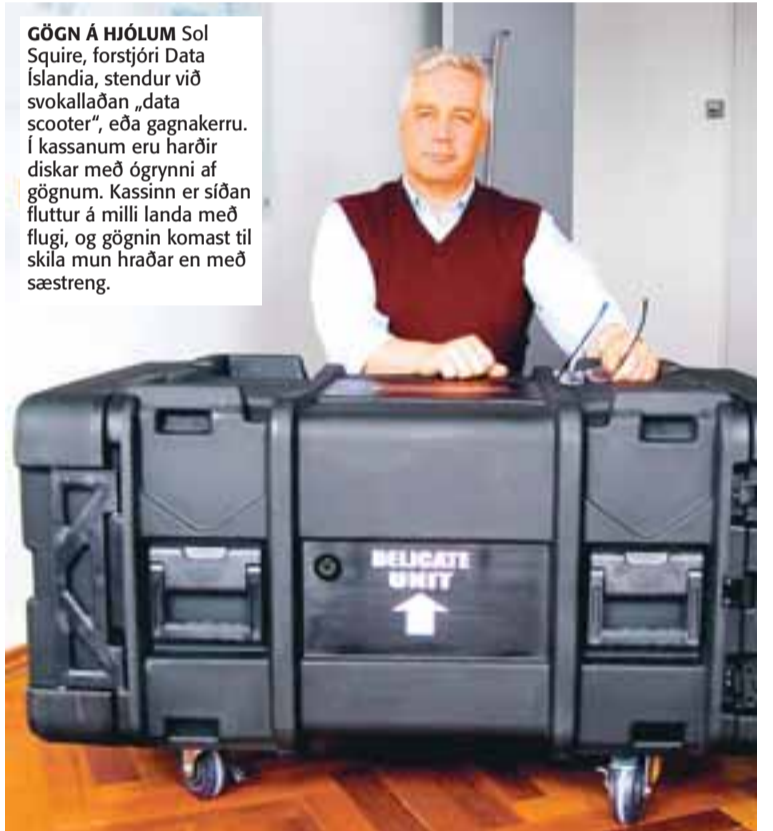 GÖGN Á HJÓLUM Sol
Squire, forstjóri Data
Íslandia, stendur við
svokallaðan „data
scooter“, eða gagnakerru.
Í kassanum eru harðir
diskar með ógrynni af
gögnum. Kassinn er síðan
fluttur á milli landa með
flugi, og gögnin komast til
skila mun hraðar en með
sæstreng.
DELICATE
UNIT